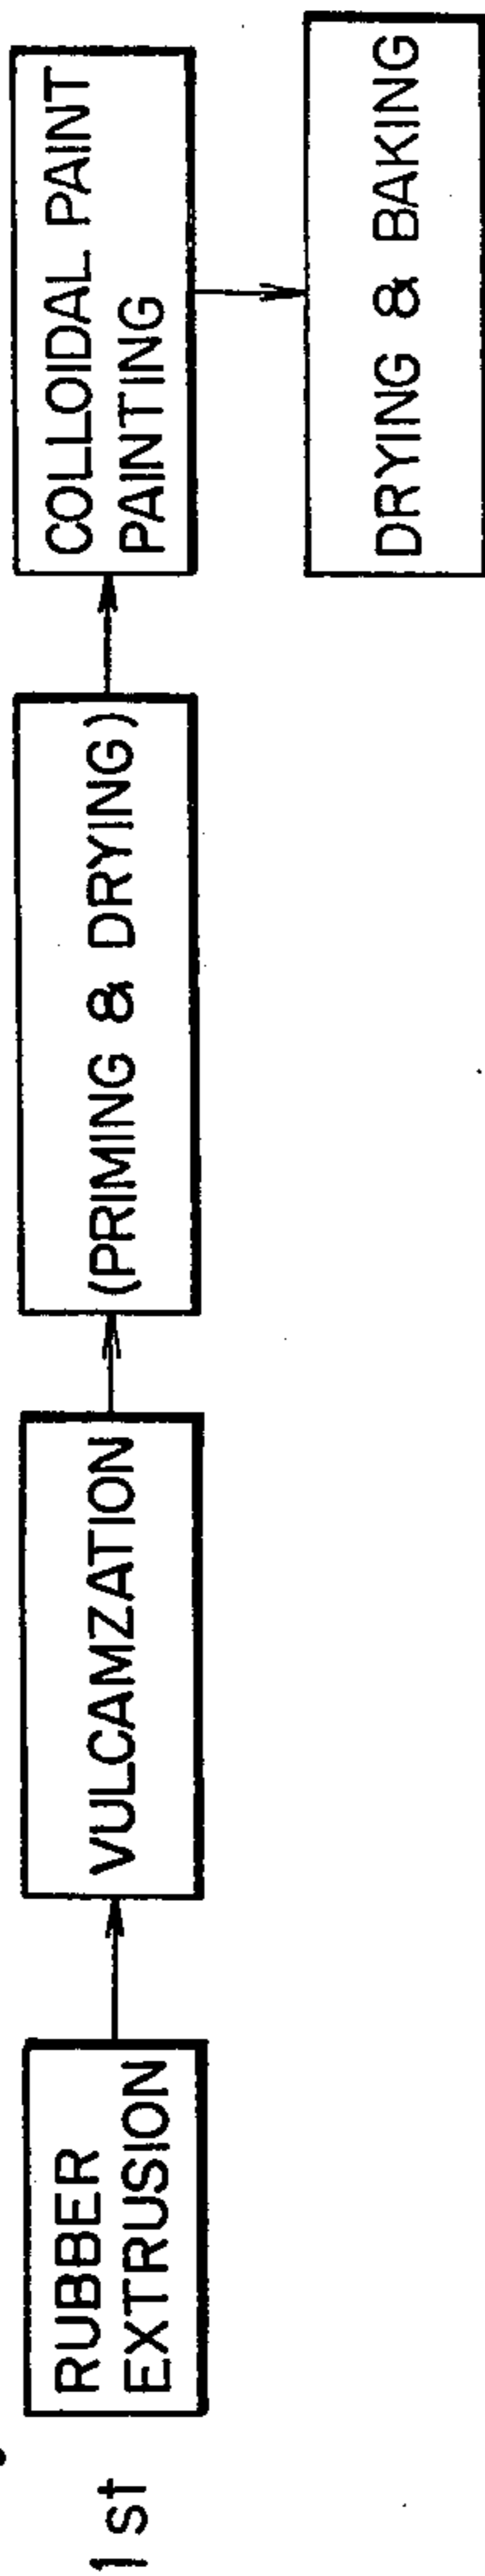 1st
RUBBER
EXTRUSION
VULCAMZATION
(PRIMING & DRYING)
COLLOIDAL PAINT
PAINTING
DRYING & BAKING